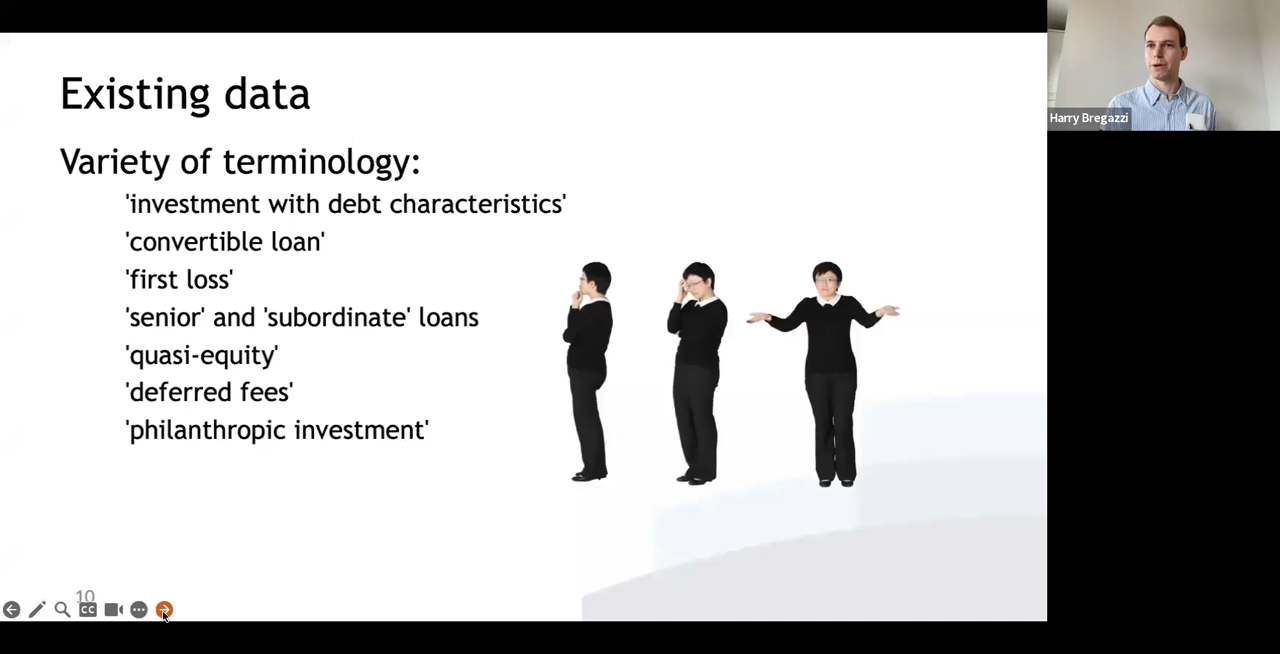 Existing data
Variety of terminology:
'investment with debt characteristics'
'convertible loan'
'first loss'
'senior' and 'subordinate' loans
'quasi-equity'
'deferred fees'
'philanthropic investment'
10
CC
Harry Bregazzi